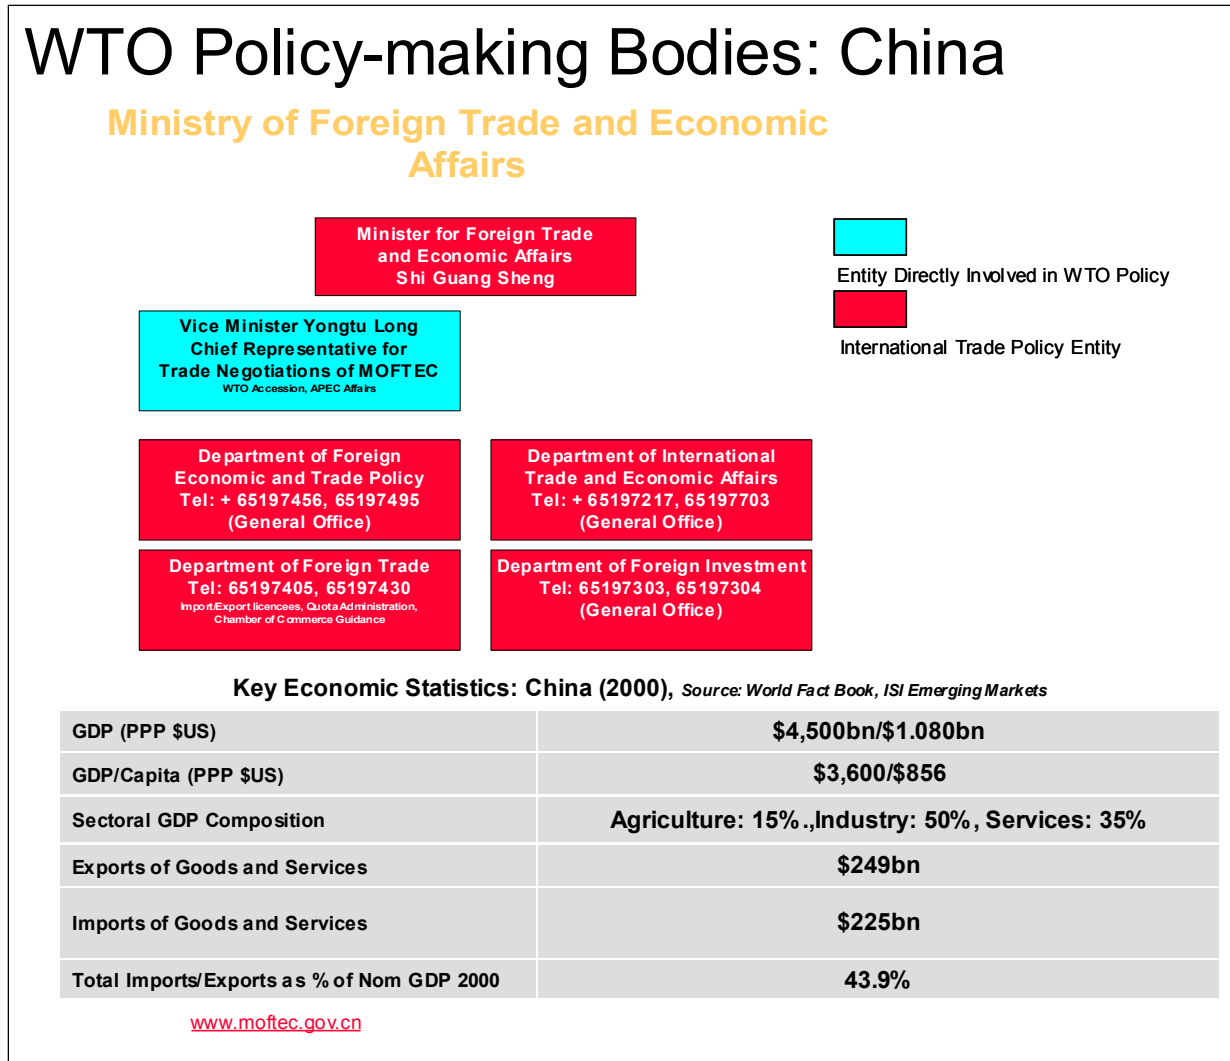 WTO Policy-making Bodies: China
Ministry of Foreign Trade and Economic
Affairs
Minister for Foreign Trade
and Economic Affairs
Shi Guang Sheng
Entity Directly Involved in WTO Policy
International Trade Policy Entity
Vice Minister Yongtu Long
Chief Representative for
Trade Negotiations of MOFTEC
WTO Accession, APEC Affairs
Department of Foreign
Economic and Trade Policy
Tel: + 65197456, 65197495
(General Office)
Department of International
Trade and Economic Affairs
Tel: + 65197217, 65197703
(General Office)
Department of Foreign Trade
Tel: 65197405, 65197430
Import/Export licencees, Quota Administration,
Chamber of Commerce Guidance
Department of Foreign Investment
Tel: 65197303, 65197304
(General Office)
Key Economic Statistics: China (2000), Source: World Fact Book, ISI Emerging Markets
GDP (PPP $US) $4,500bn/$1.080bn
GDP/Capita (PPP $US) $3,600/$856
Sectoral GDP Composition Agriculture: 15%.,Industry: 50%, Services: 35%
Exports of Goods and Services $249bn
Imports of Goods and Services $225bn
Total Imports/Exports as % of Nom GDP 2000 43.9%
www.moftec.gov.cn